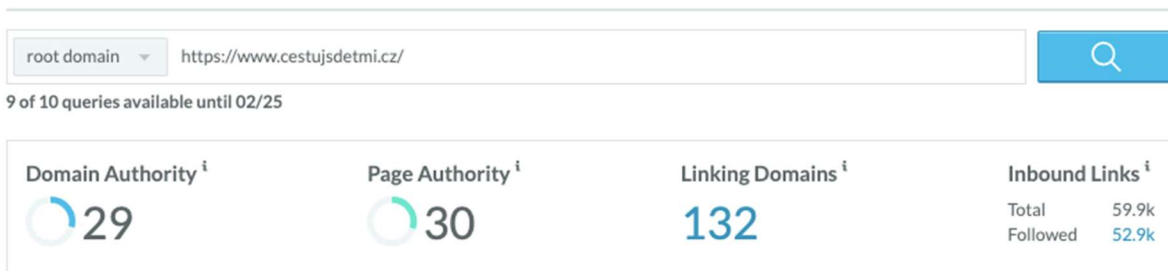 root domain https://www.cestujsdetmi.cz/
9 of 10 queries available until 02/25
Domain Authority i Page Authority i Linking Domains i Inbound Links i
29 30 132
Total 59.9k
Followed 52.9k